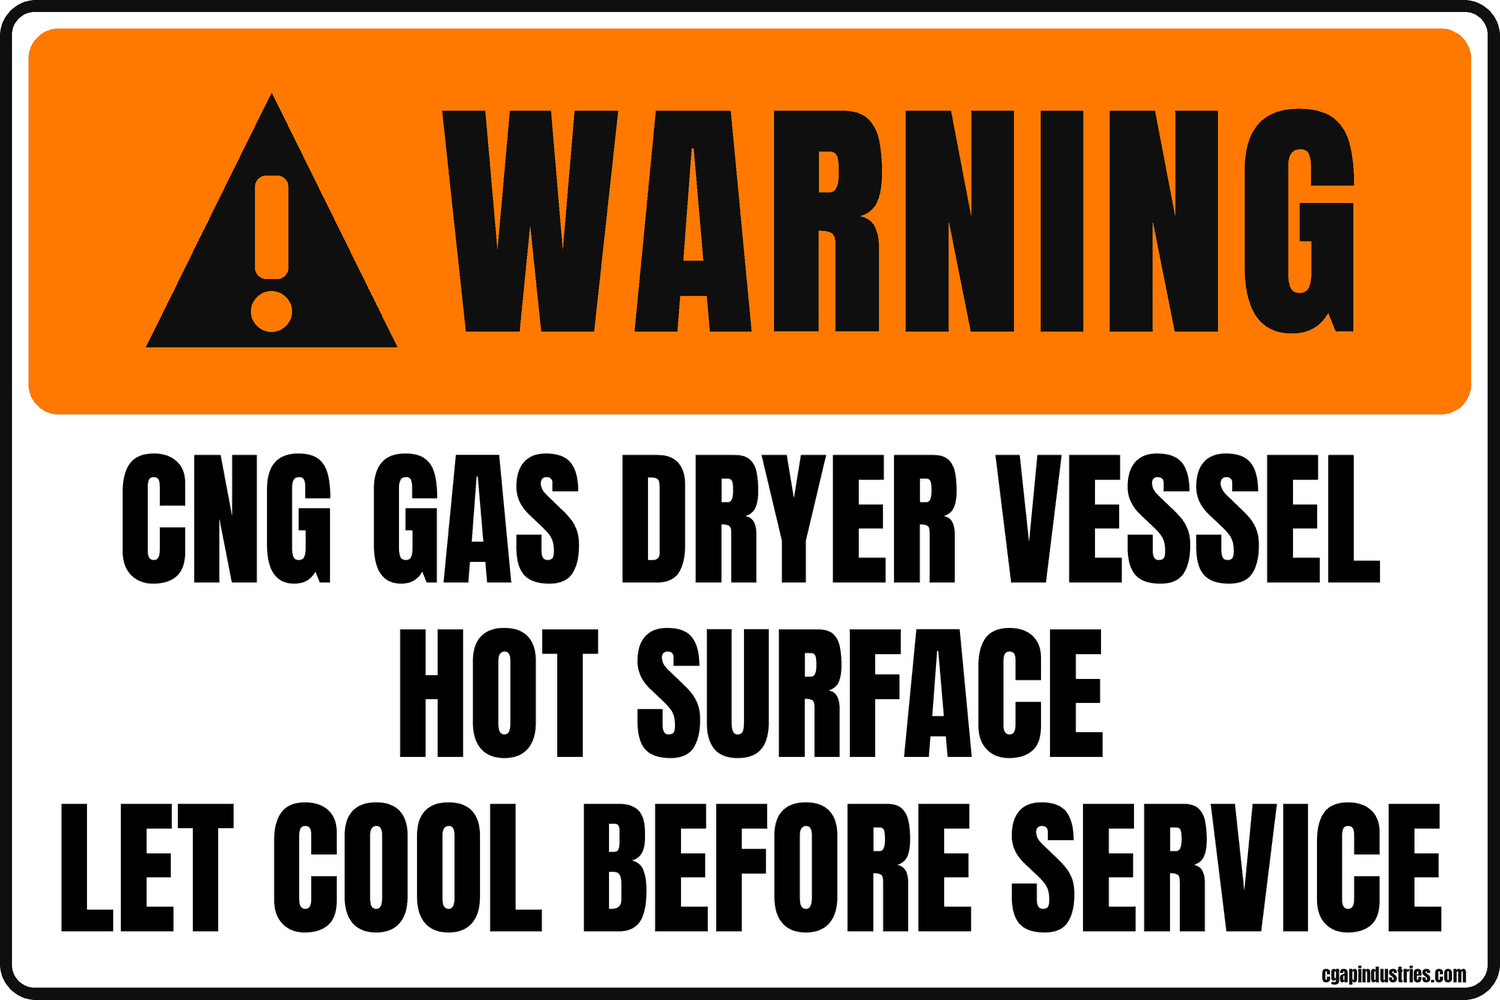 WARNING
CNG GAS DRYER VESSEL
HOT SURFACE
LET COOL BEFORE SERVICE
cgapindustries.com